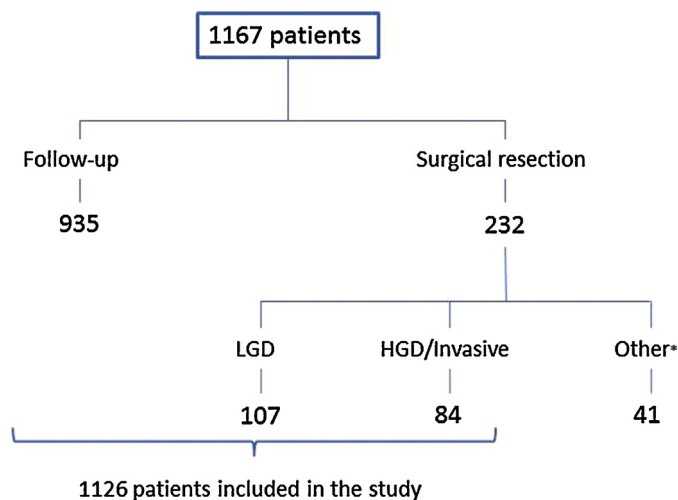 1167 patients
Follow-up
Surgical resection
935
232
LGD
HGD/Invasive
Other*
107
84
41
1126 patients included in the study